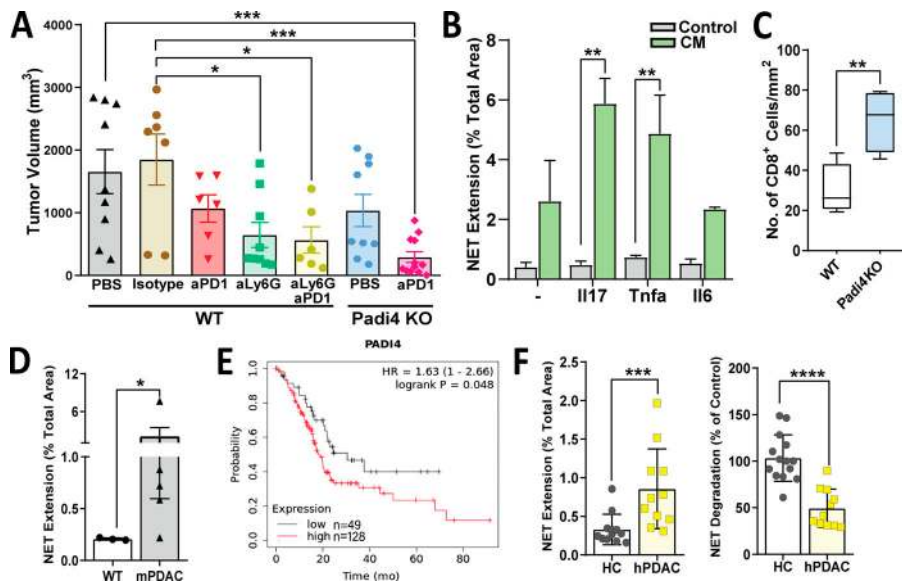 A
Tumor Volume (mm³)
4000
3000
2000
1000
0
***
***
*
*
PBS
Isotype
aPD1
aLy6G
aLy6G
aPD1
PBS
aPD1
WT
Padi4 KO
B
NET Extension (% Total Area)
8
6
4
2
0
Control
CM
**
**
-
Il17
Tnfa
Il6
C
No. of CD8⁺ Cells/mm²
100
80
60
40
20
0
**
WT
Padi4KO
D
NET Extension (% Total Area)
12
7
2
1.0
0.5
0.0
*
WT
mPDAC
E
PADI4
HR = 1.63 (1 - 2.66)
logrank P = 0.048
Probability
1.0
0.8
0.6
0.4
0.2
0.0
Expression
low n=49
high n=128
0
20
40
60
80
Time (mo)
F
NET Extension (% Total Area)
2.5
2.0
1.5
1.0
0.5
0.0
***
HC
hPDAC
NET Degradation (% of Control)
200
150
100
50
0
****
HC
hPDAC